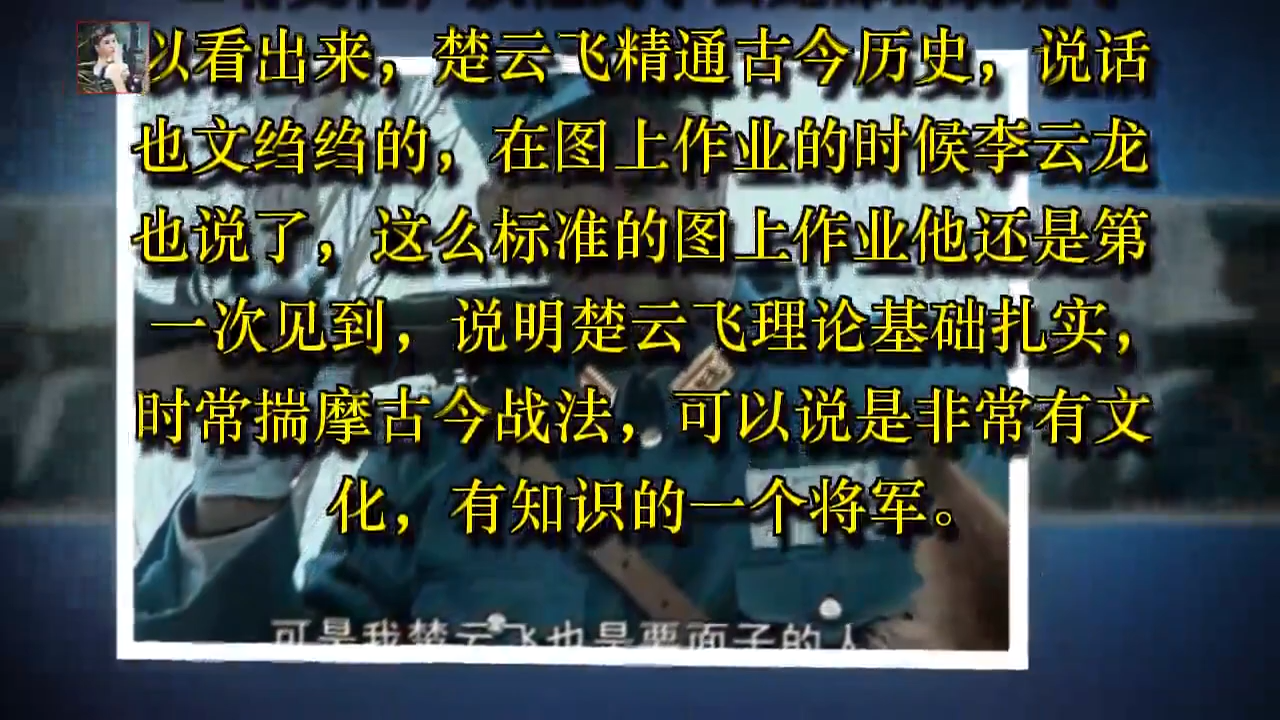 以看出来，楚云飞精通古今历史，说话
也文绉绉的，在图上作业的时候李云龙
也说了，这么标准的图上作业他还是第
一次见到，说明楚云飞理论基础扎实，
时常揣摩古今战法，可以说是非常有文
化，有知识的一个将军。
可是我楚云飞也是要面子的人